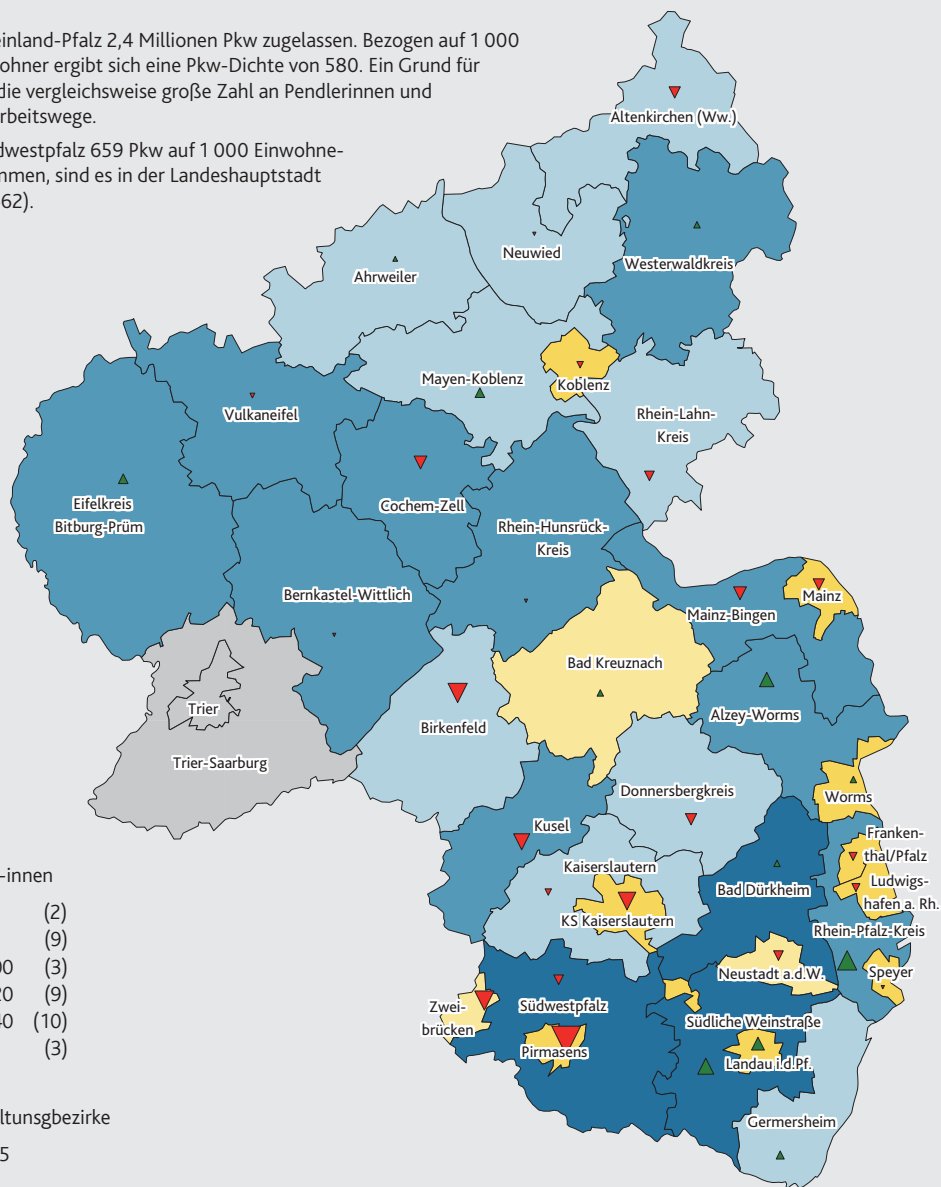 einland-Pfalz 2,4 Millionen Pkw zugelassen. Bezogen auf 1 000
ohner ergibt sich eine Pkw-Dichte von 580. Ein Grund für
die vergleichsweise große Zahl an Pendlerinnen und
rbeitswege.
dwestpfalz 659 Pkw auf 1 000 Einwohne-
mmen, sind es in der Landeshauptstadt
62).
Altenkirchen (Ww.)
Neuwied
Westerwaldkreis
Ahrweiler
Mayen-Koblenz
Koblenz
Vulkaneifel
Rhein-Lahn-
Kreis
Eifelkreis
Bitburg-Prüm
Cochem-Zell
Rhein-Hunsrück-
Kreis
Bernkastel-Wittlich
Mainz-Bingen
Mainz
Bad Kreuznach
Trier
Birkenfeld
Alzey-Worms
Trier-Saarburg
Donnersbergkreis
Worms
Kusel
Franken-
thal/Pfalz
Kaiserslautern
Bad Dürkheim
Ludwigs-
hafen a. Rh.
KS Kaiserslautern
Rhein-Pfalz-Kreis
Neustadt a.d.W.
Speyer
Zwei-
brücken
Südwestpfalz
Südliche Weinstraße
Pirmasens
Landau i.d.Pf.
Germersheim
-innen
(2)
(9)
00 (3)
20 (9)
40 (10)
(3)
ltunsgbezirke
5